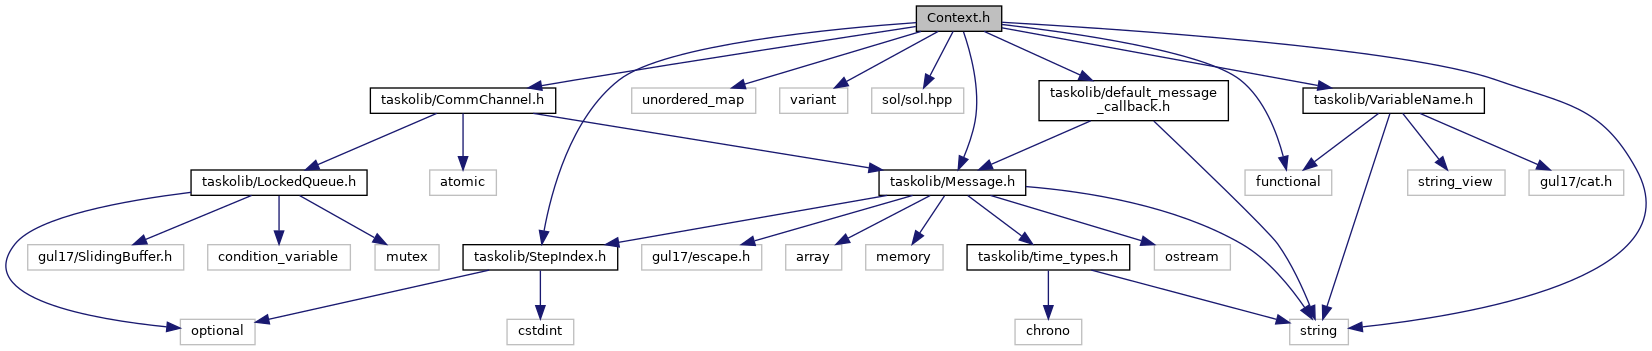 Context.h
taskolib/CommChannel.h
unordered_map
variant
sol/sol.hpp
taskolib/default_message
_callback.h
taskolib/VariableName.h
taskolib/LockedQueue.h
atomic
taskolib/Message.h
functional
string_view
gul17/cat.h
gul17/SlidingBuffer.h
condition_variable
mutex
taskolib/StepIndex.h
gul17/escape.h
array
memory
taskolib/time_types.h
ostream
optional
cstdint
chrono
string